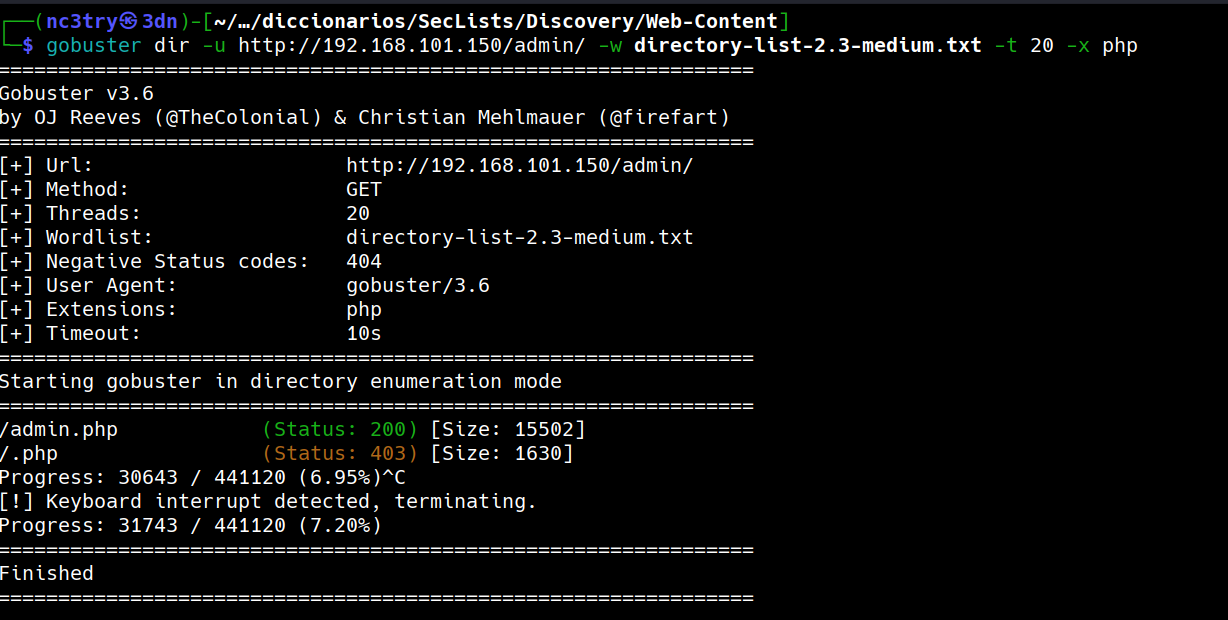 ┌──(nc3try㉿3dn)-[~/…/diccionarios/SecLists/Discovery/Web-Content]
└─$ gobuster dir -u http://192.168.101.150/admin/ -w directory-list-2.3-medium.txt -t 20 -x php
===============================================================
Gobuster v3.6
by OJ Reeves (@TheColonial) & Christian Mehlmauer (@firefart)
===============================================================
[+] Url:                     http://192.168.101.150/admin/
[+] Method:                  GET
[+] Threads:                 20
[+] Wordlist:                directory-list-2.3-medium.txt
[+] Negative Status codes:   404
[+] User Agent:              gobuster/3.6
[+] Extensions:              php
[+] Timeout:                 10s
===============================================================
Starting gobuster in directory enumeration mode
===============================================================
/admin.php            (Status: 200) [Size: 15502]
/.php                 (Status: 403) [Size: 1630]
Progress: 30643 / 441120 (6.95%)^C
[!] Keyboard interrupt detected, terminating.
Progress: 31743 / 441120 (7.20%)
===============================================================
Finished
===============================================================